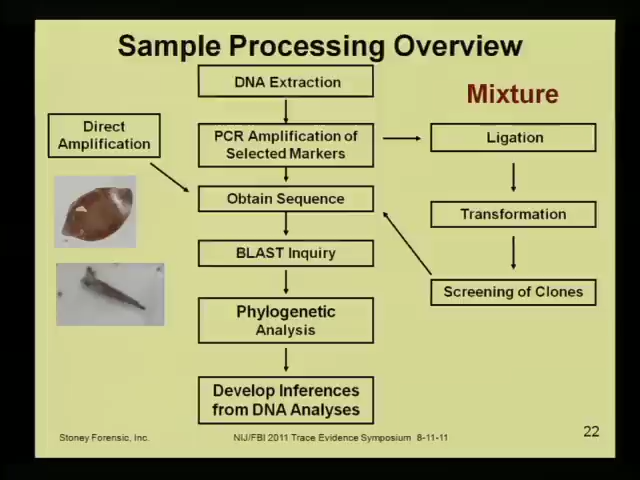 Sample Processing Overview
DNA Extraction
Mixture
Direct
Amplification
PCR Amplification of
Selected Markers
Ligation
Obtain Sequence
Transformation
BLAST Inquiry
Screening of Clones
Phylogenetic
Analysis
Develop Inferences
from DNA Analyses
Stoney Forensic, Inc.
NIJ/FBI 2011 Trace Evidence Symposium 8-11-11
22